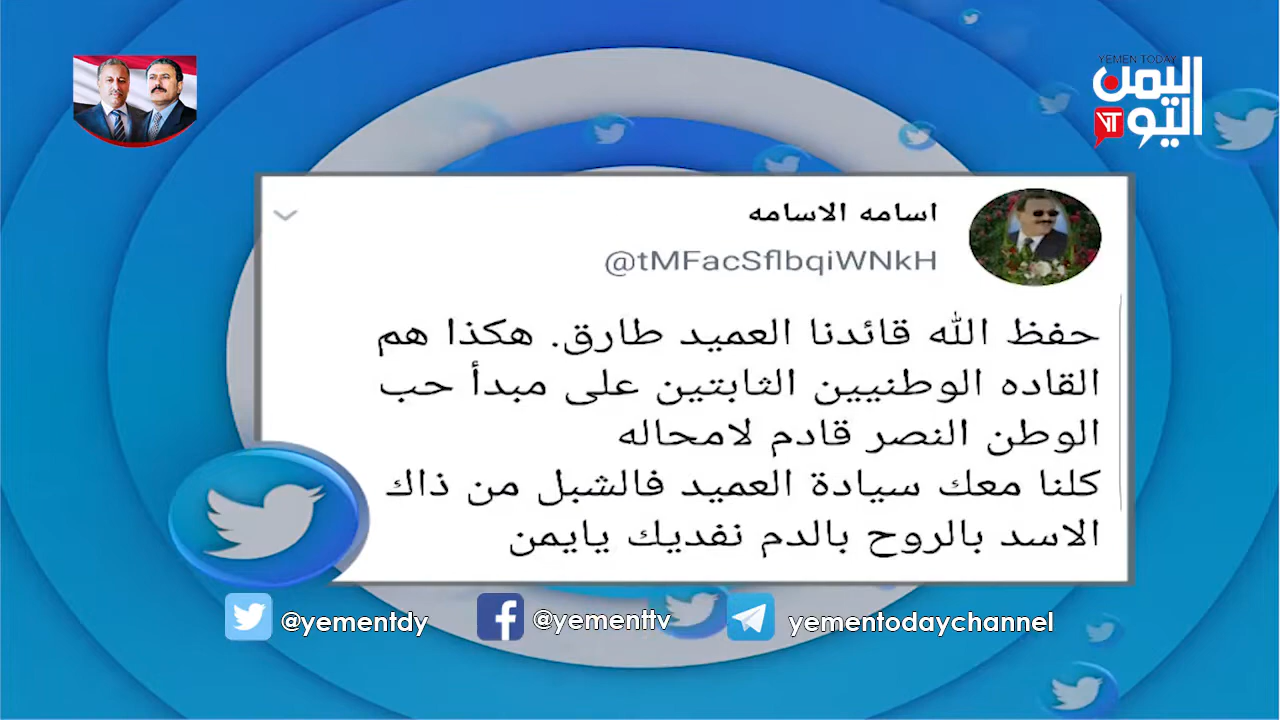 YEMEN TODAY
اليمن
اليوم
اسامه الاسامه
@tMFacSflbqiWNkH
حفظ الله قائدنا العميد طارق. هكذا هم
القاده الوطنيين الثابتين على مبدأ حب
الوطن النصر قادم لامحاله
كلنا معك سيادة العميد فالشبل من ذاك
الاسد بالروح بالدم نفديك يايمن
@yementdy @yementtv yementodaychannel